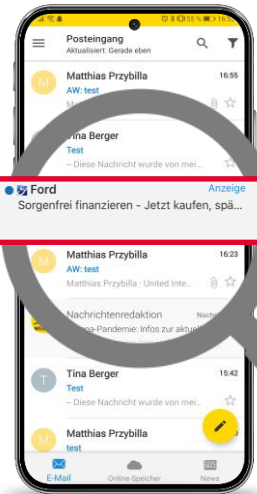 Posteingang
Aktualisiert: Gerade eben
Matthias Przybilla 16:55
AW: test
Tina Berger
Test
– Diese Nachricht wurde von mei...
Ford Anzeige
Sorgenfrei finanzieren - Jetzt kaufen, spä...
Matthias Przybilla 16:23
AW: test
Matthias Przybilla · United Inte...
Nachrichtenredaktion
Infos zur aktuel
Tina Berger 15:42
Test
– Diese Nachricht wurde von mei...
Matthias Przybilla
test
E-Mail Online-Speicher News